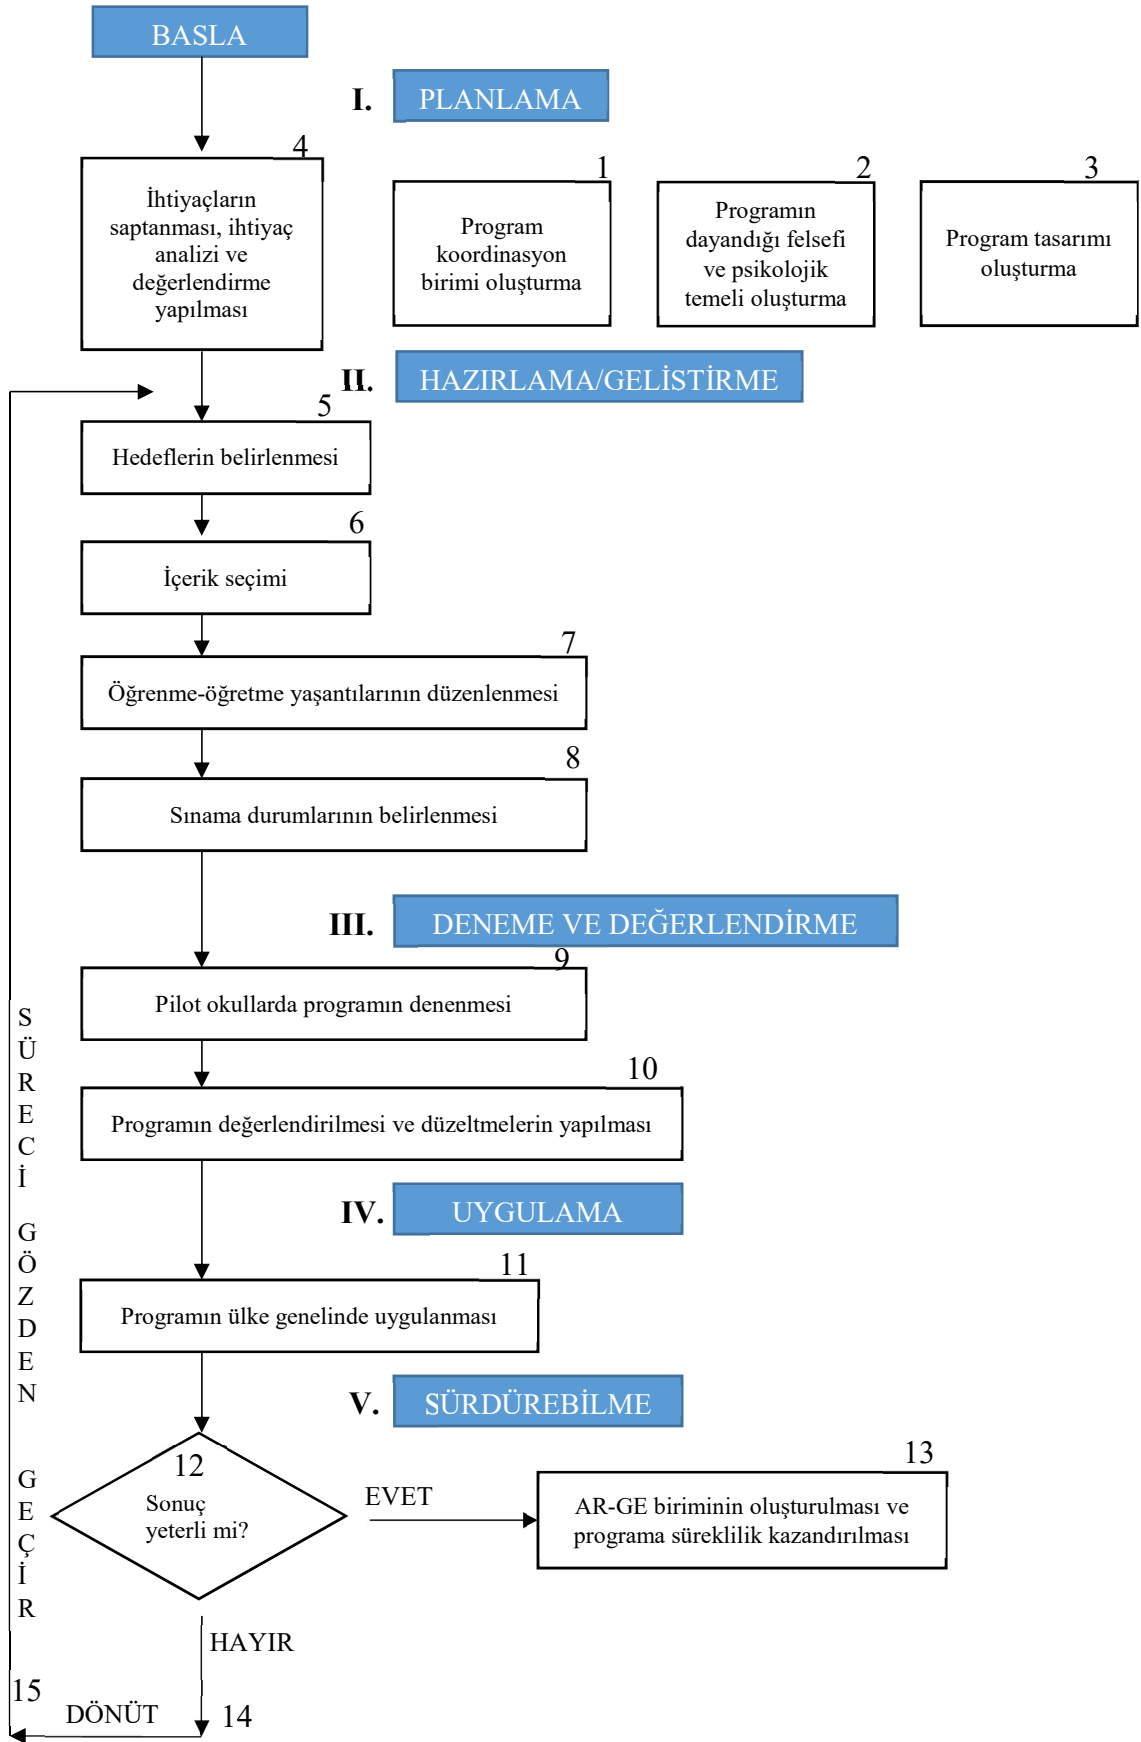 BASLA
I. PLANLAMA
4
İhtiyaçların
saptanması, ihtiyaç
analizi ve
değerlendirme
yapılması
1
Program
koordinasyon
birimi oluşturma
2
Programın
dayandığı felsefi
ve psikolojik
temeli oluşturma
3
Program tasarımı
oluşturma
II. HAZIRLAMA/GELİSTİRME
5
Hedeflerin belirlenmesi
6
İçerik seçimi
7
Öğrenme-öğretme yaşantılarının düzenlenmesi
8
Sınama durumlarının belirlenmesi
III. DENEME VE DEĞERLENDİRME
9
Pilot okullarda programın denenmesi
10
Programın değerlendirilmesi ve düzeltmelerin yapılması
IV. UYGULAMA
11
Programın ülke genelinde uygulanması
V. SÜRDÜREBİLME
12
Sonuç
yeterli mi?
EVET
13
AR-GE biriminin oluşturulması ve
programa süreklilik kazandırılması
HAYIR
14
DÖNÜT
15
SÜRECİ GÖZDEN GEÇİR